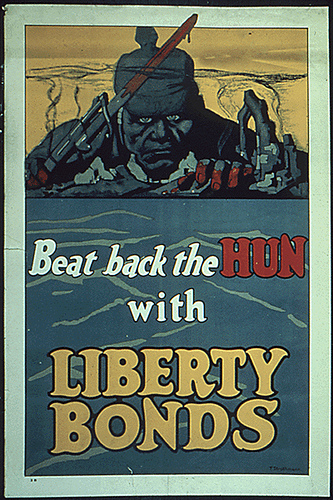 Beat back the HUN
with
LIBERTY
BONDS